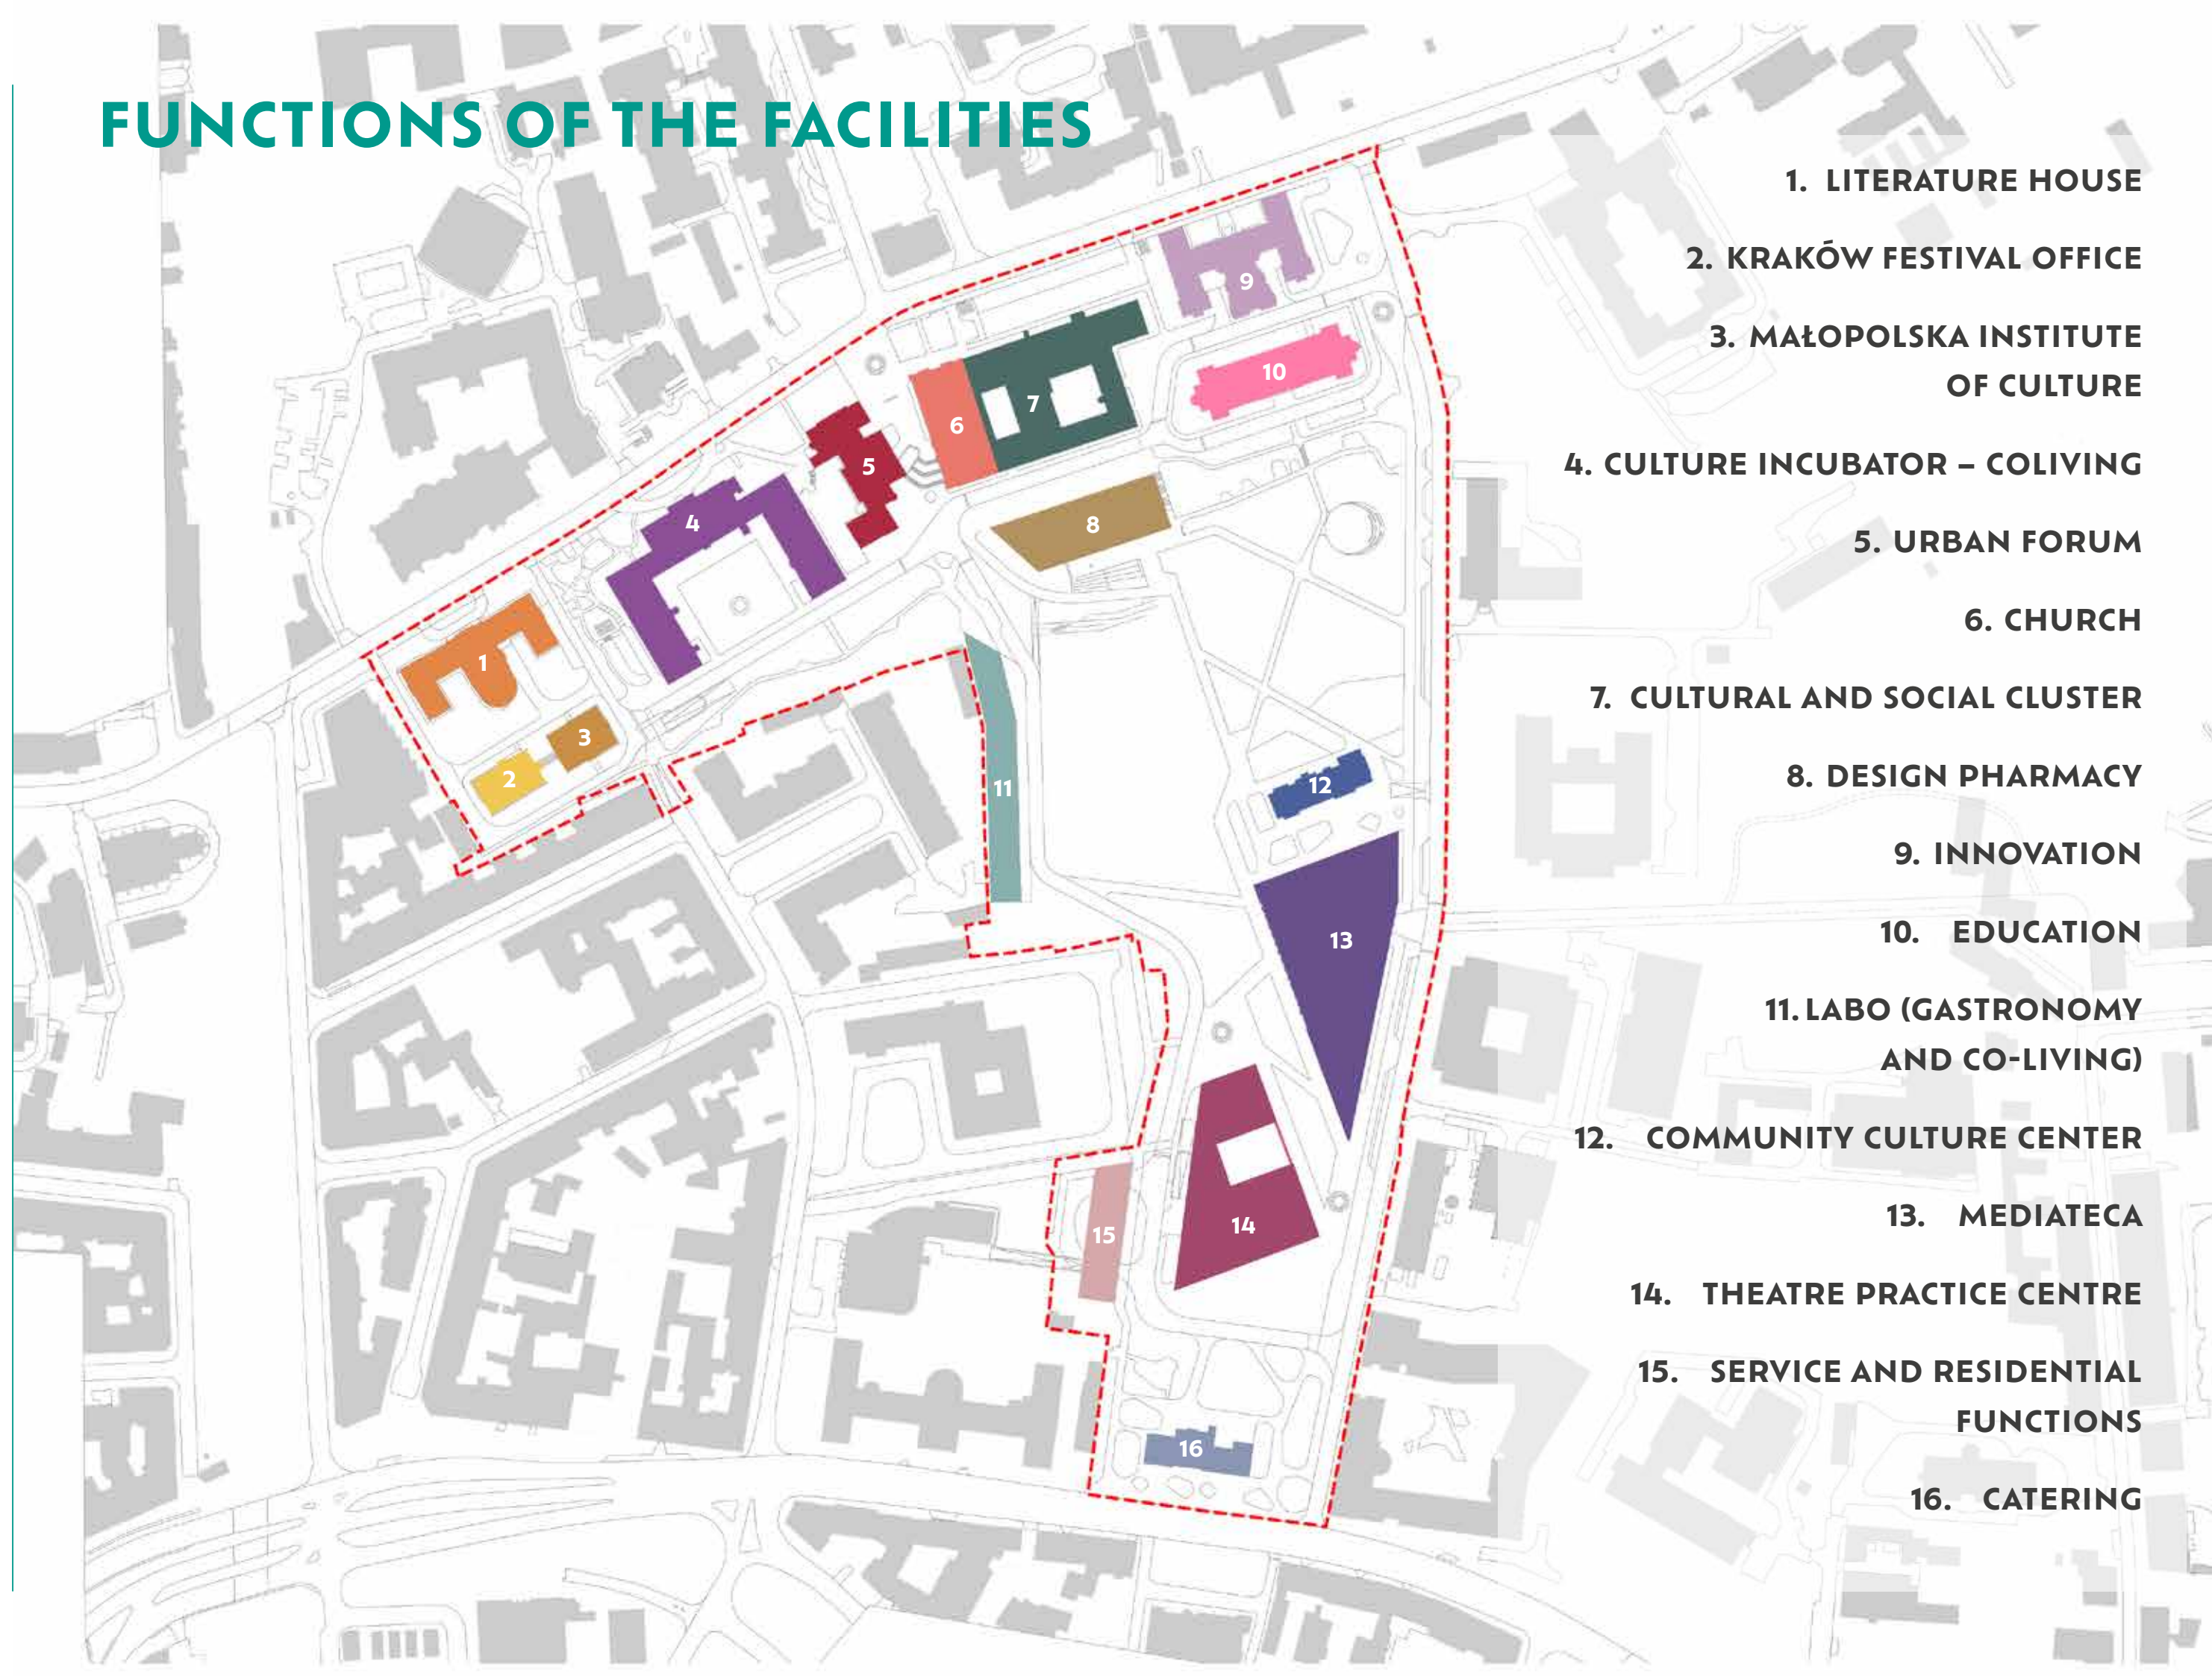 FUNCTIONS OF THE FACILITIES
1. LITERATURE HOUSE
2. KRAKÓW FESTIVAL OFFICE
3. MAŁOPOLSKA INSTITUTE
OF CULTURE
4. CULTURE INCUBATOR – COLIVING
5. URBAN FORUM
6. CHURCH
7. CULTURAL AND SOCIAL CLUSTER
8. DESIGN PHARMACY
9. INNOVATION
10. EDUCATION
11. LABO (GASTRONOMY
AND CO-LIVING)
12. COMMUNITY CULTURE CENTER
13. MEDIATECA
14. THEATRE PRACTICE CENTRE
15. SERVICE AND RESIDENTIAL
FUNCTIONS
16. CATERING
9
10
7
6
5
8
4
1
3
2
11
12
13
14
15
16